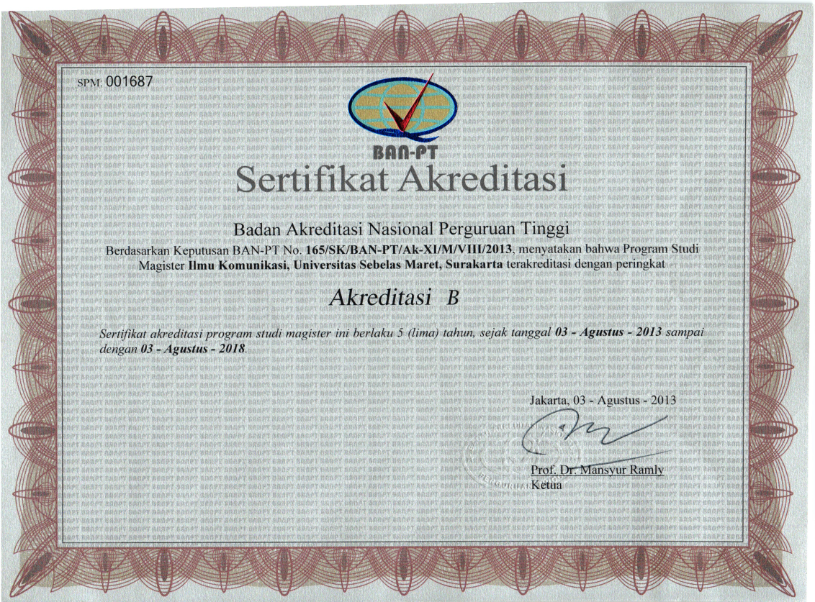 SPM: 001687
BAN-PT
Sertifikat Akreditasi
Badan Akreditasi Nasional Perguruan Tinggi
Berdasarkan Keputusan BAN-PT No. 165/SK/BAN-PT/Ak-XI/M/VIII/2013, menyatakan bahwa Program Studi
Magister Ilmu Komunikasi, Universitas Sebelas Maret, Surakarta terakreditasi dengan peringkat
Akreditasi B
Sertifikat akreditasi program studi magister ini berlaku 5 (lima) tahun, sejak tanggal 03 - Agustus - 2013 sampai
dengan 03 - Agustus - 2018.
Jakarta, 03 - Agustus - 2013
Prof. Dr. Mansyur Ramly
Ketua